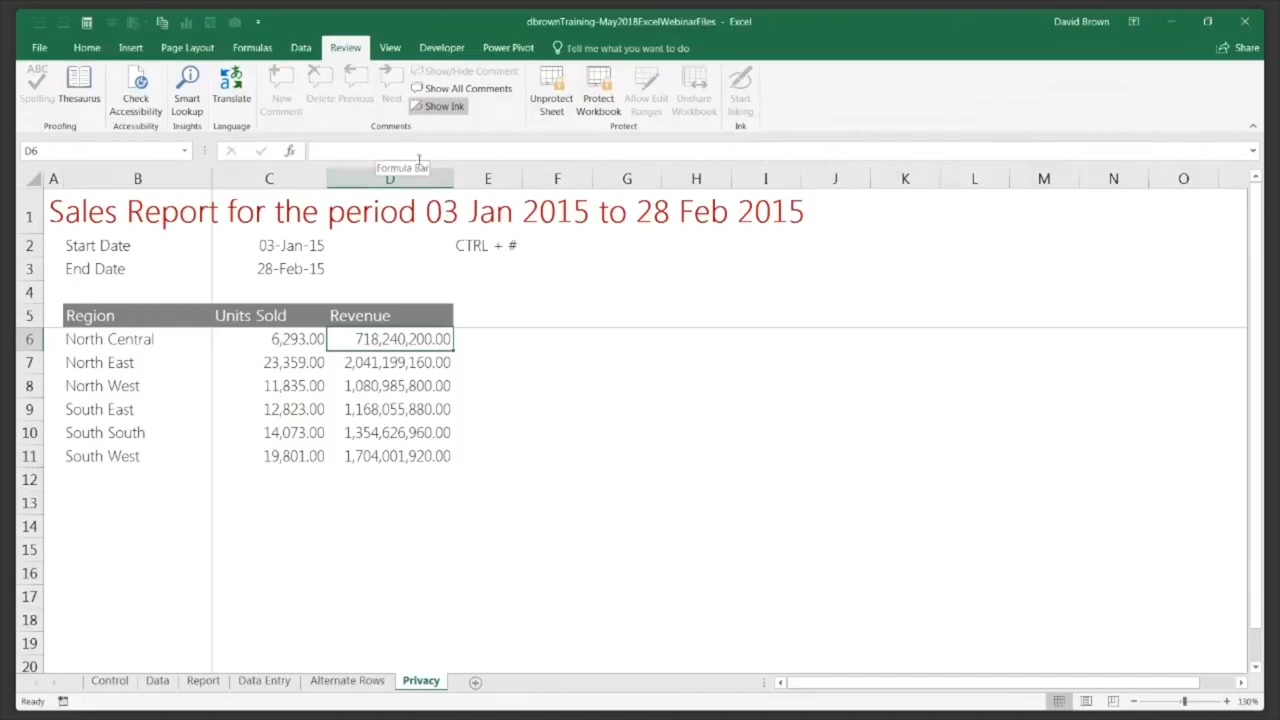 dbrownTraining-May2018ExcelWebinarFiles - Excel
David Brown
File Home Insert Page Layout Formulas Data Review View Developer Power Pivot Tell me what you want to do Share
ABC
Spelling Thesaurus
Check Accessibility
Smart Lookup
Translate
New Comment
Delete Previous Next
Show/Hide Comment
Show All Comments
Show Ink
Unprotect Sheet
Protect Workbook
Allow Edit Ranges
Unshare Workbook
Start Inking
Proofing Accessibility Insights Language Comments Protect Ink
D6 fx
Formula Bar
A B C D E F G H I J K L M N O
1 Sales Report for the period 03 Jan 2015 to 28 Feb 2015
2 Start Date 03-Jan-15 CTRL + #
3 End Date 28-Feb-15
4
5 Region Units Sold Revenue
6 North Central 6,293.00 718,240,200.00
7 North East 23,359.00 2,041,199,160.00
8 North West 11,835.00 1,080,985,800.00
9 South East 12,823.00 1,168,055,880.00
10 South South 14,073.00 1,354,626,960.00
11 South West 19,801.00 1,704,001,920.00
12
13
14
15
16
17
18
19
20
Control Data Report Data Entry Alternate Rows Privacy
Ready 130%